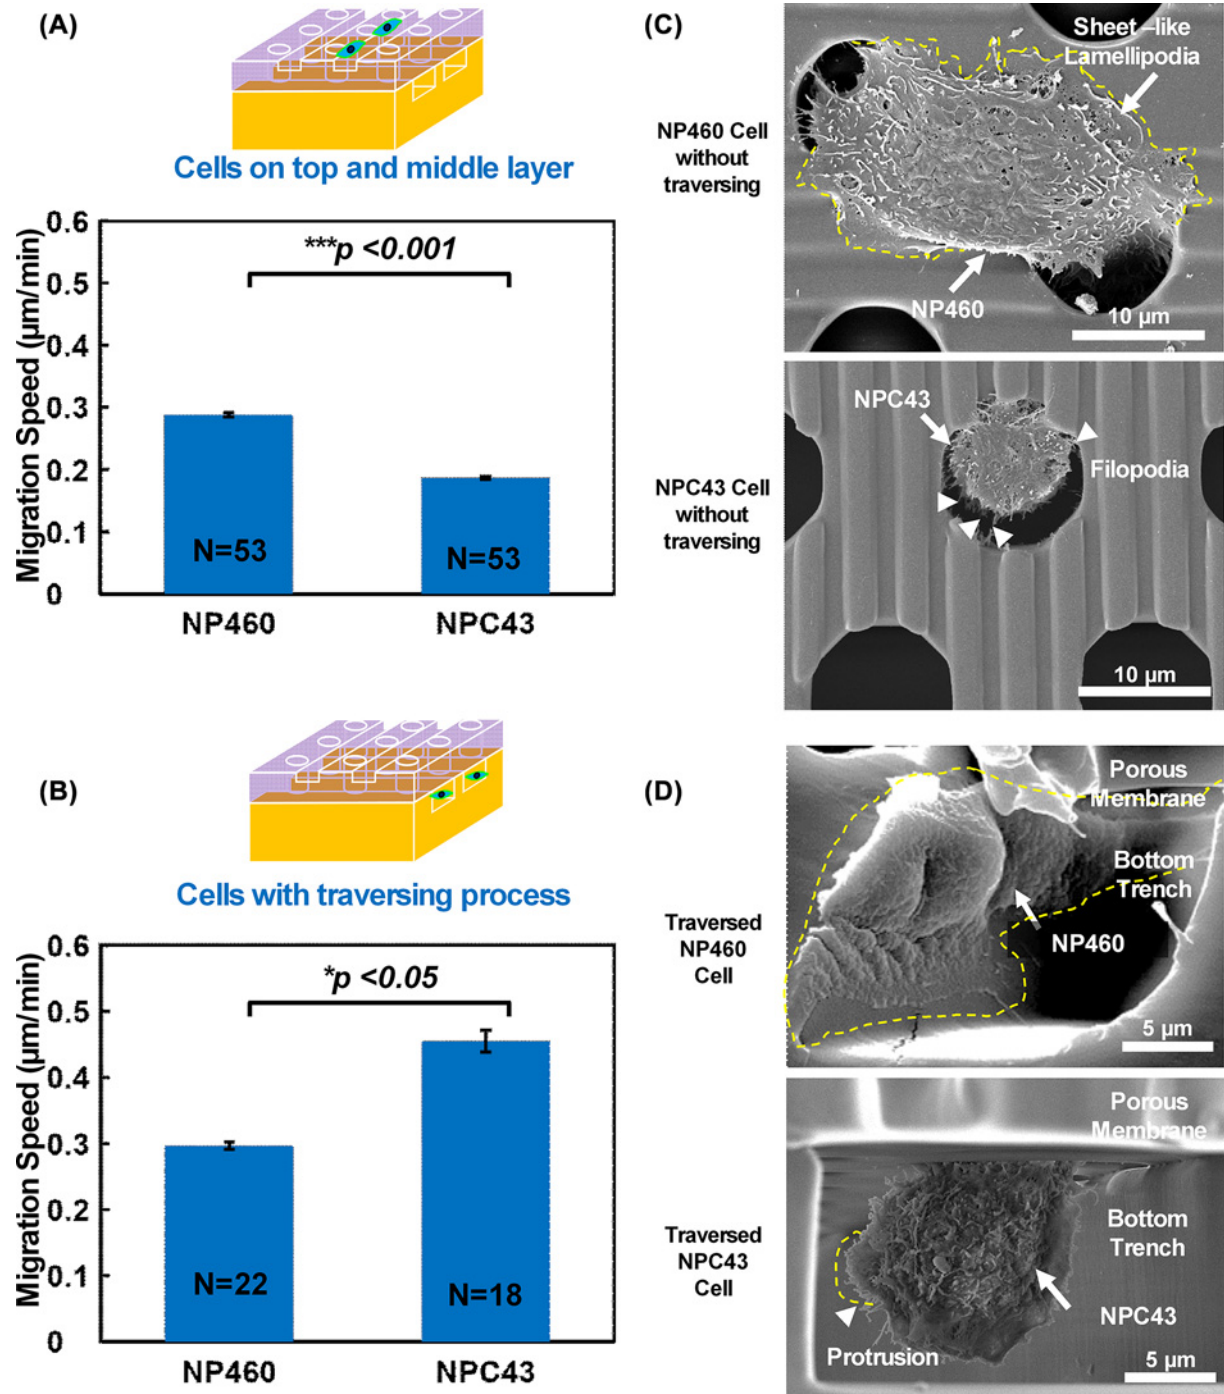 (A)
Cells on top and middle layer
Migration Speed (µm/min)
0.6
0.5
0.4
0.3
0.2
0.1
0
***p <0.001
N=53
N=53
NP460
NPC43
(B)
Cells with traversing process
Migration Speed (µm/min)
0.6
0.5
0.4
0.3
0.2
0.1
0
*p <0.05
N=22
N=18
NP460
NPC43
(C)
NP460 Cell
without
traversing
Sheet –like
Lamellipodia
NP460
10 µm
NPC43 Cell
without
traversing
NPC43
Filopodia
10 µm
(D)
Traversed
NP460
Cell
Porous
Membrane
Bottom
Trench
NP460
5 µm
Traversed
NPC43
Cell
Porous
Membrane
Bottom
Trench
NPC43
Protrusion
5 µm